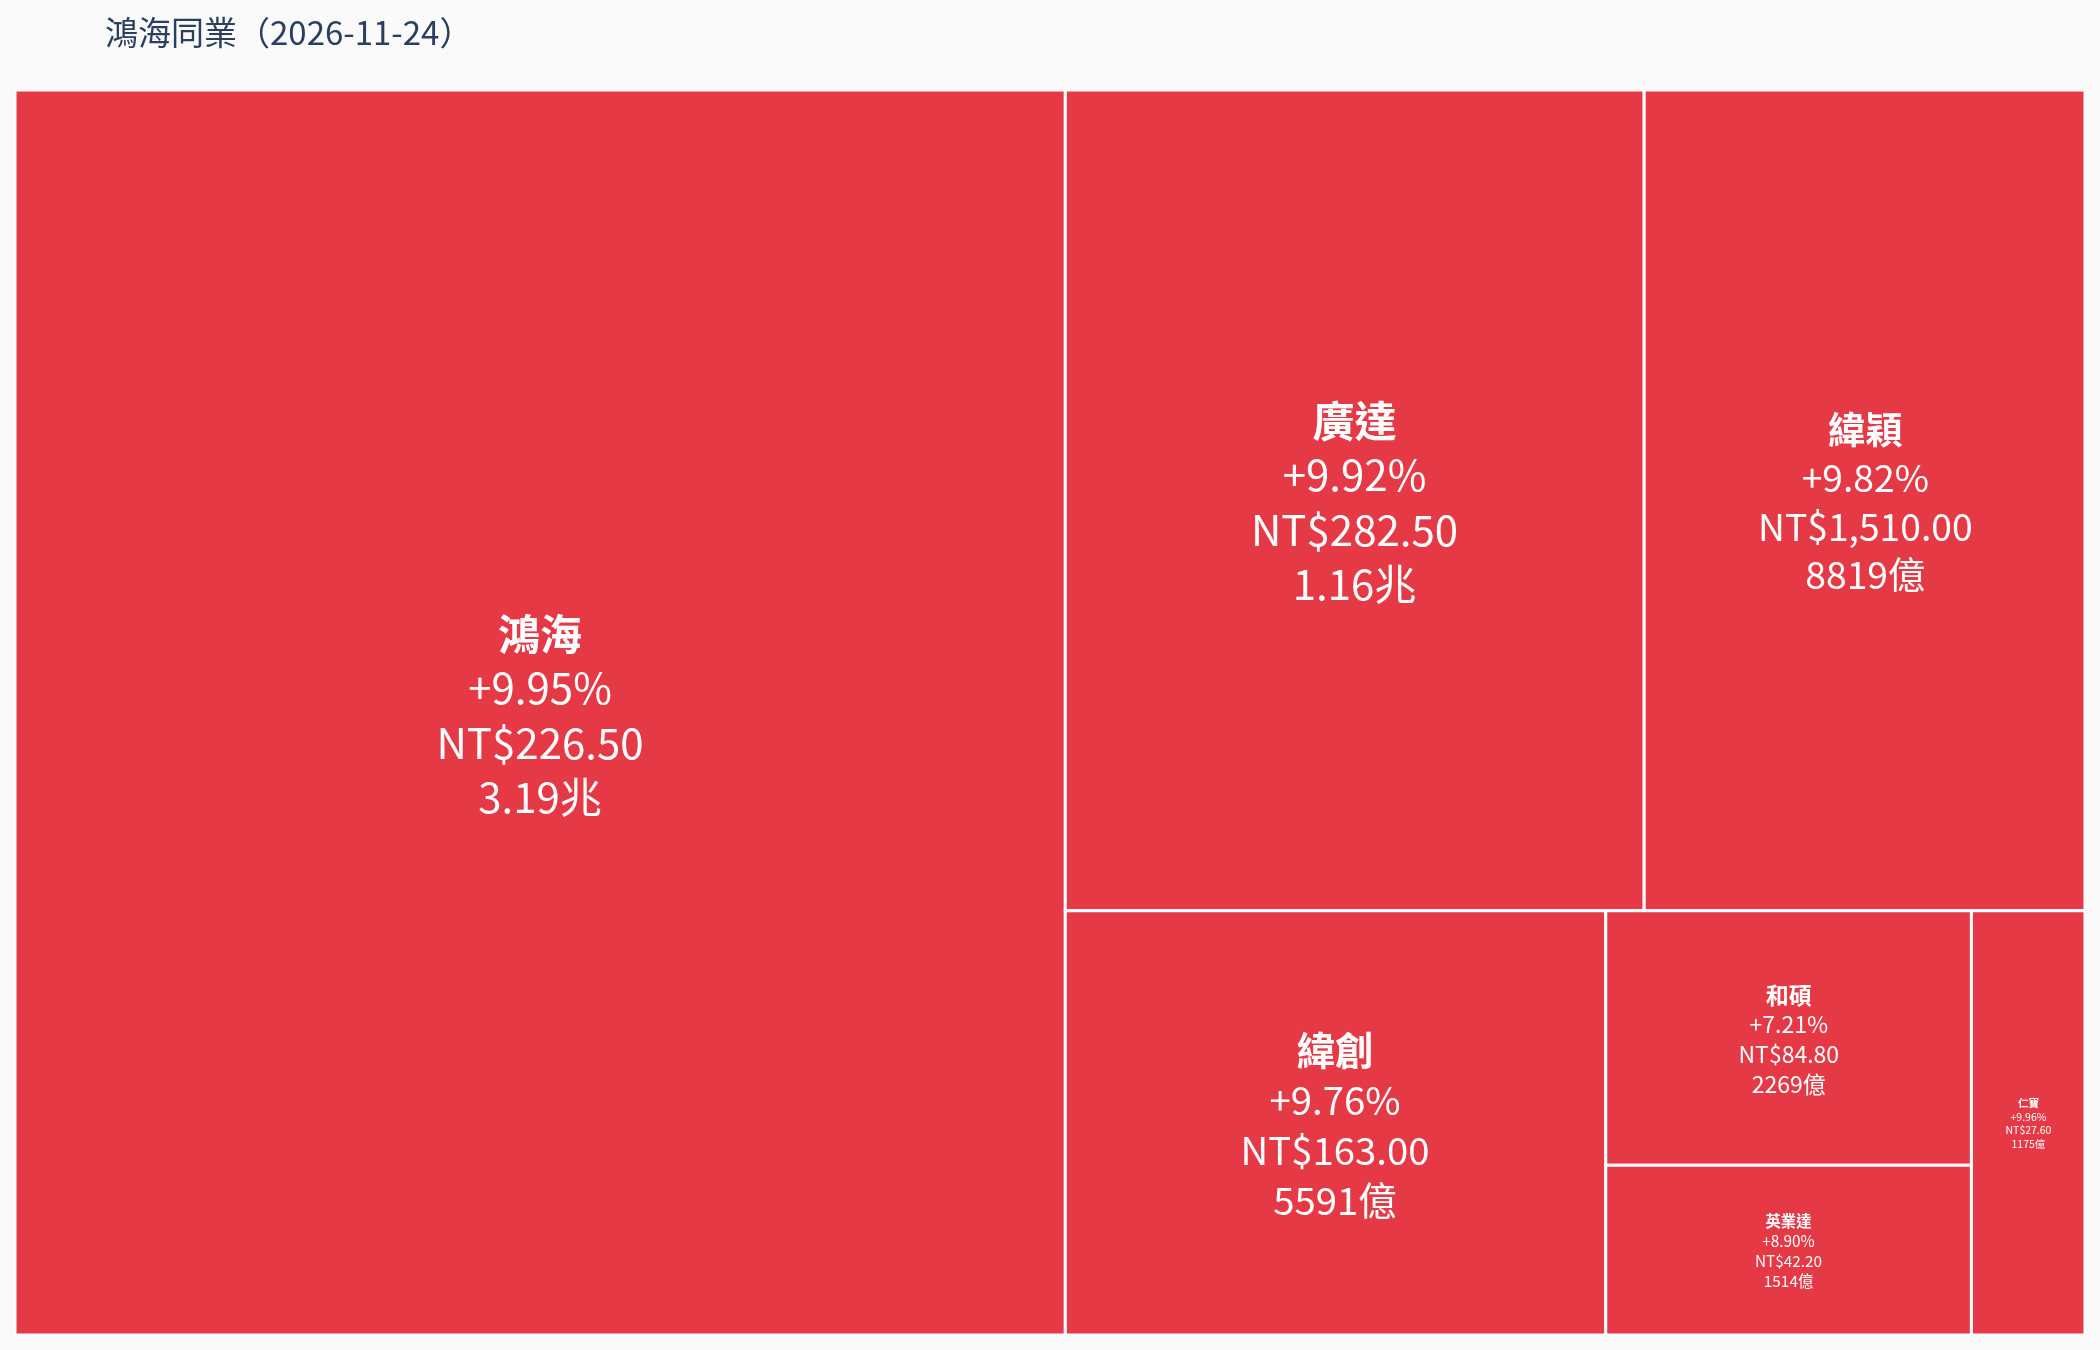 鴻海同業（2026-11-24）
鴻海
+9.95%
NT$226.50
3.19兆
廣達
+9.92%
NT$282.50
1.16兆
緯穎
+9.82%
NT$1,510.00
8819億
緯創
+9.76%
NT$163.00
5591億
和碩
+7.21%
NT$84.80
2269億
英業達
+8.90%
NT$42.20
1514億
仁寶
+9.96%
NT$27.60
1175億